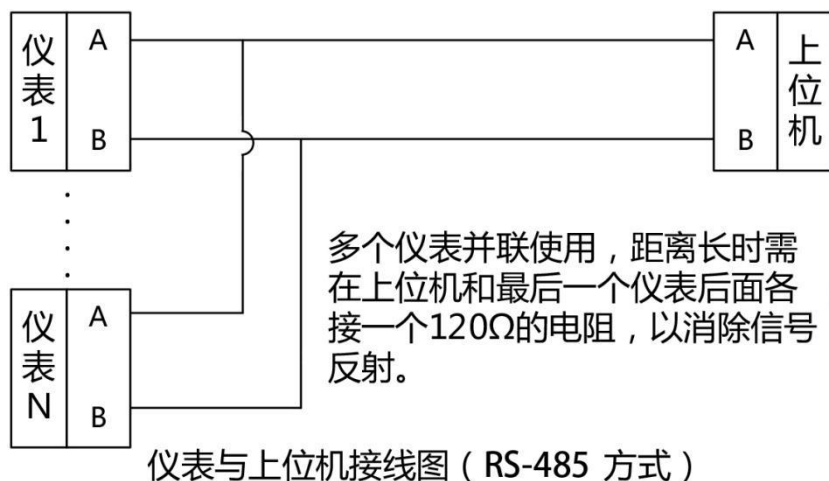 仪表1
A
B
A
B
上位机
多个仪表并联使用，距离长时需
在上位机和最后一个仪表后面各
接一个120Ω的电阻，以消除信号
反射。
仪表N
A
B
仪表与上位机接线图（RS-485 方式）